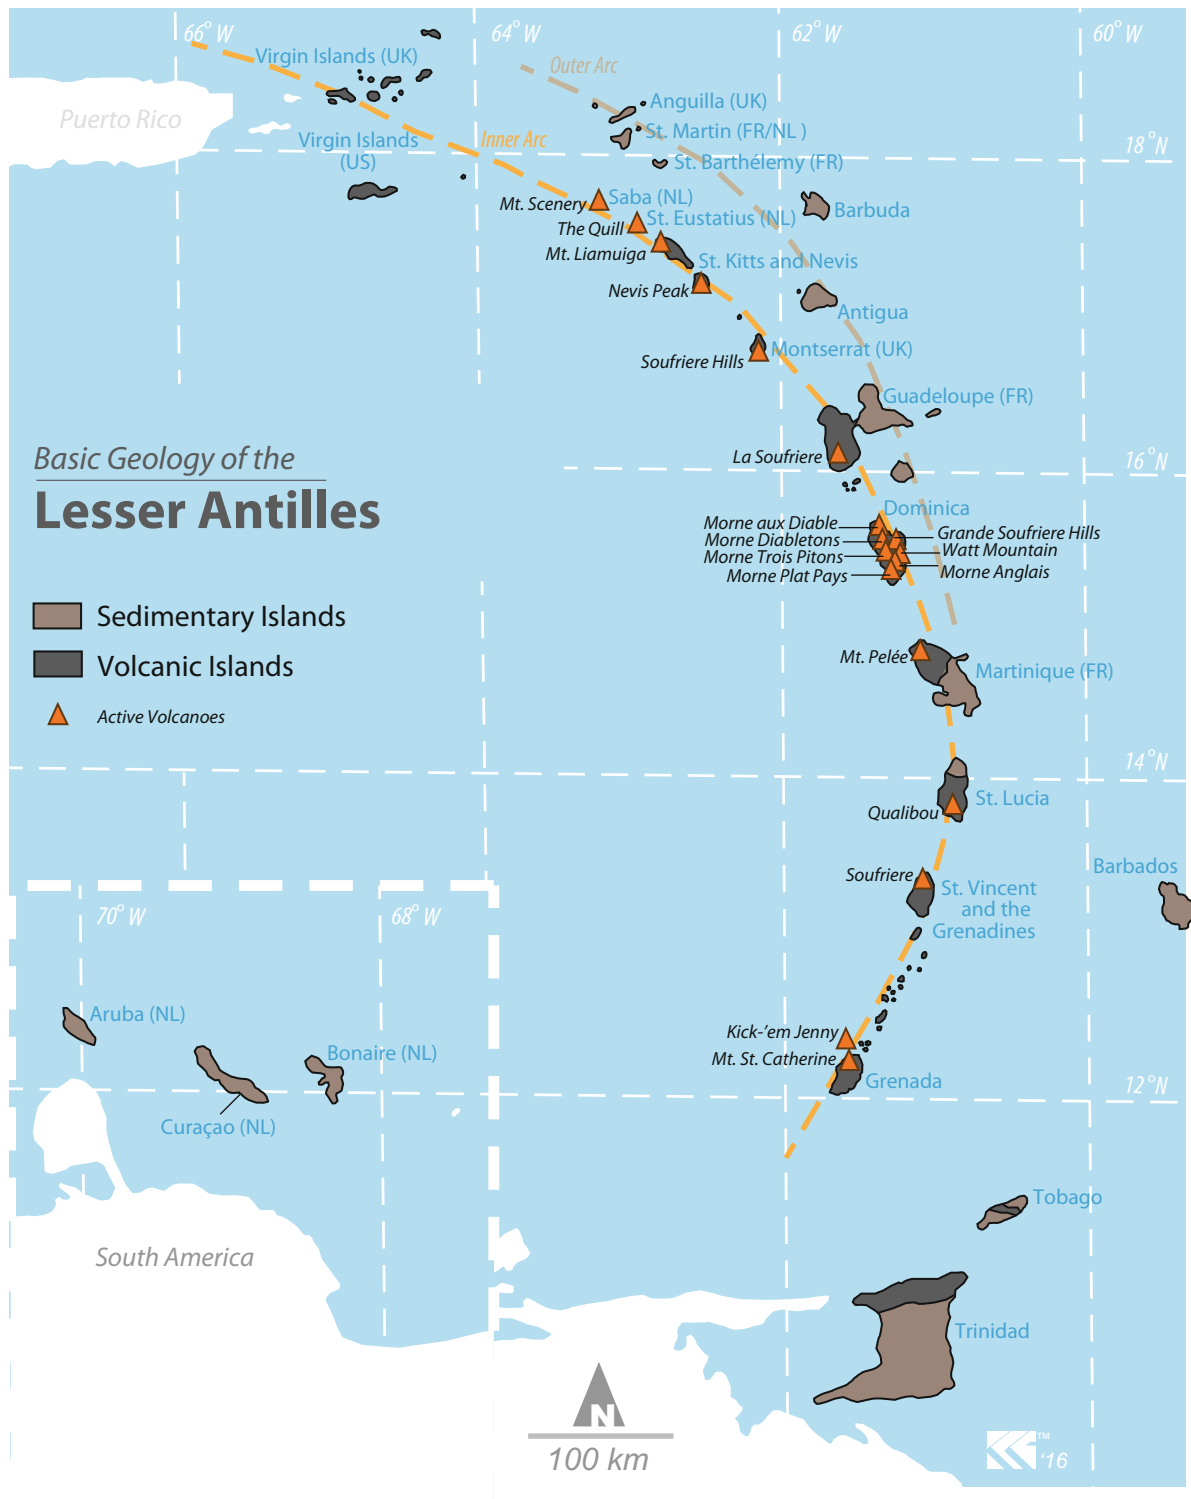 66° W
64° W
62° W
60° W
Virgin Islands (UK)
Outer Arc
Anguilla (UK)
Puerto Rico
St. Martin (FR/NL )
Inner Arc
Virgin Islands
(US)
18°N
St. Barthélemy (FR)
Mt. Scenery
Saba (NL)
Barbuda
The Quill
St. Eustatius (NL)
Mt. Liamuiga
St. Kitts and Nevis
Nevis Peak
Antigua
Soufriere Hills
Montserrat (UK)
Guadeloupe (FR)
Basic Geology of the
Lesser Antilles
La Soufriere
16°N
Dominica
Morne aux Diable
Grande Soufriere Hills
Morne Diabletons
Watt Mountain
Morne Trois Pitons
Morne Anglais
Morne Plat Pays
Sedimentary Islands
Volcanic Islands
Active Volcanoes
Mt. Pelée
Martinique (FR)
14°N
Qualibou
St. Lucia
Barbados
Soufriere
St. Vincent
and the
Grenadines
70° W
68° W
Aruba (NL)
Bonaire (NL)
Curaçao (NL)
Kick-'em Jenny
Mt. St. Catherine
Grenada
12°N
Tobago
South America
Trinidad
N
100 km
TM
'16